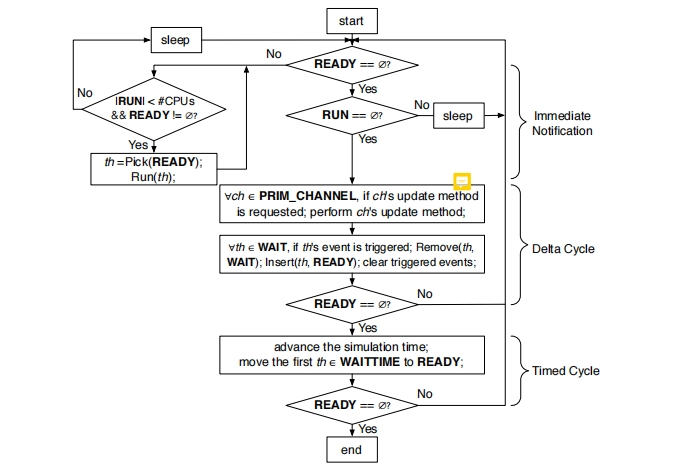 start
sleep
No
READY == ∅?
Yes
No
|RUN| < #CPUs
&& READY != ∅?
Yes
th =Pick(READY);
Run(th);
RUN == ∅?
No
sleep
Yes
Immediate
Notification
∀ch ∈ PRIM_CHANNEL, if ch's update method
is requested; perform ch's update method;
∀th ∈ WAIT, if th's event is triggered; Remove(th,
WAIT); Insert(th, READY); clear triggered events;
Delta Cycle
READY == ∅?
No
Yes
advance the simulation time;
move the first th ∈ WAITTIME to READY;
Timed Cycle
READY == ∅?
No
Yes
end